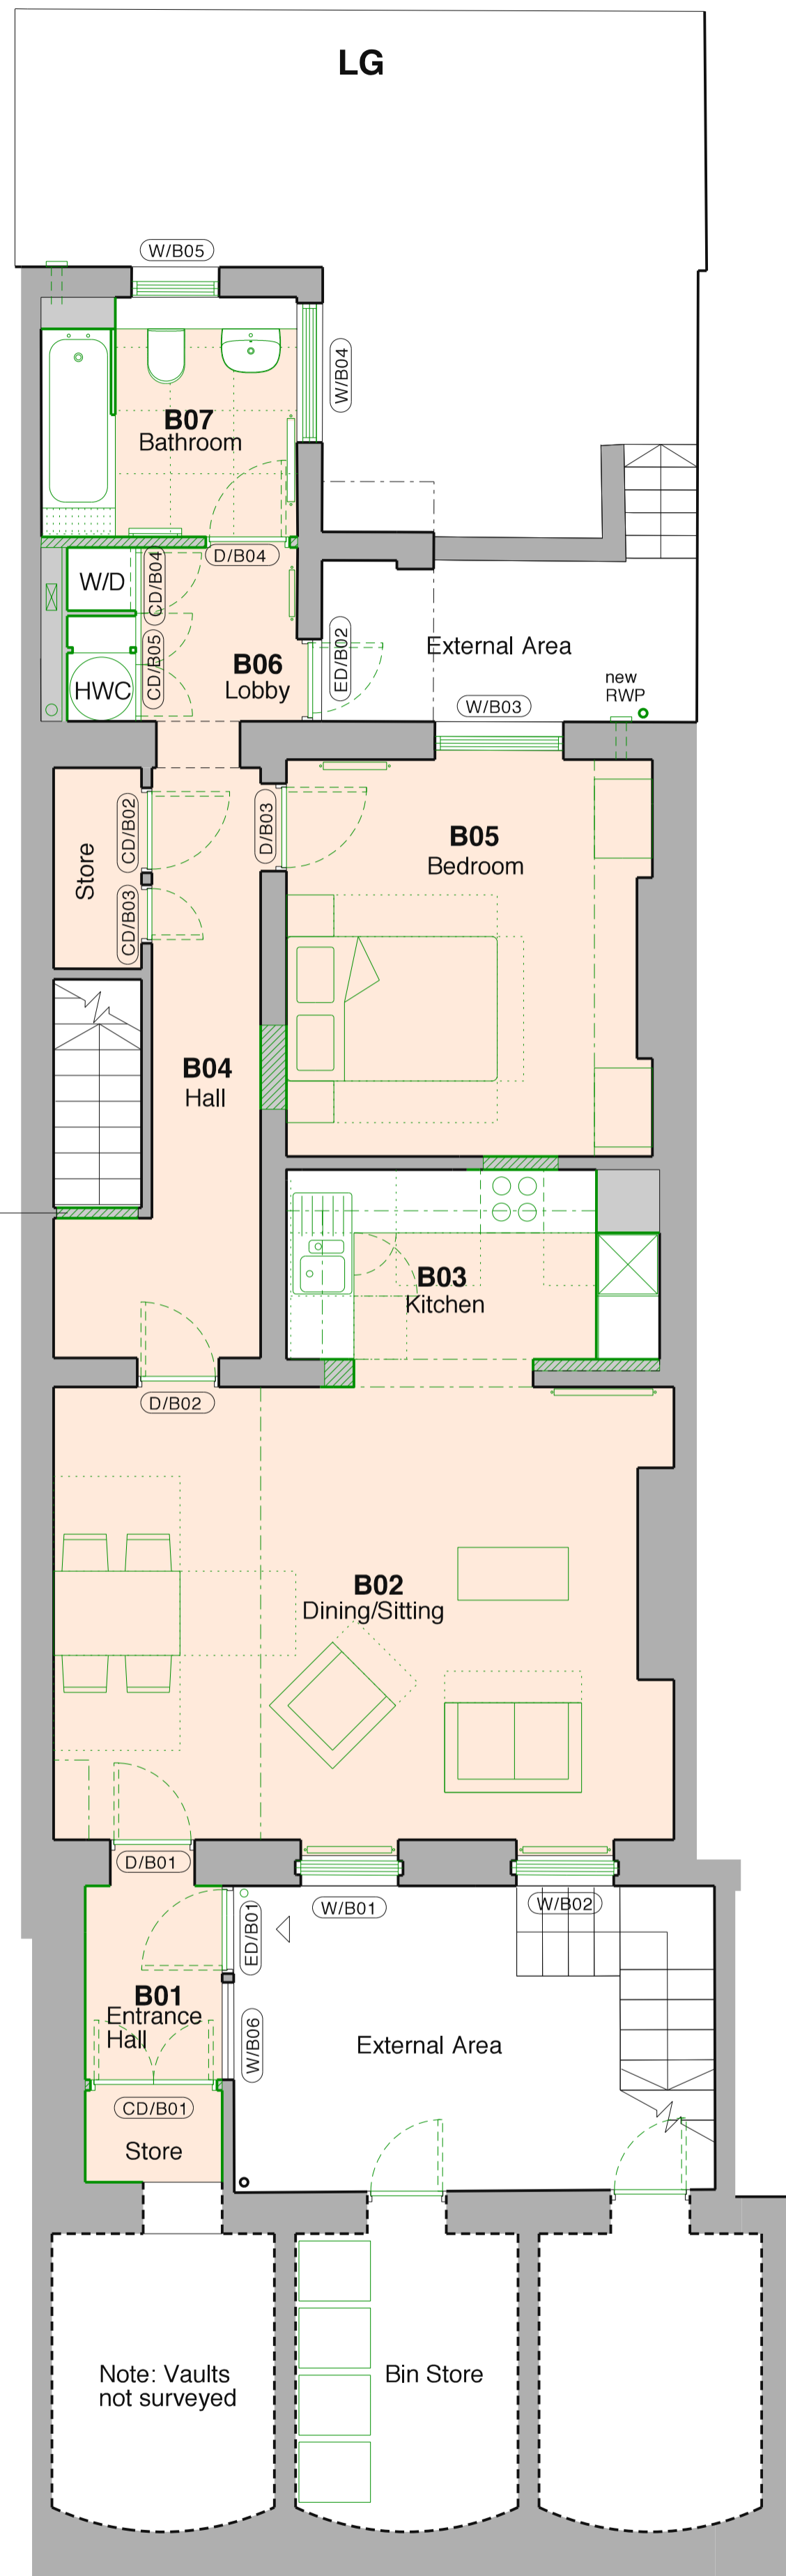 LG
W/B05
W/B04
B07
Bathroom
D/B04
W/D
CD/B04
CD/B05
HWC
B06
Lobby
ED/B02
External Area
new
RWP
W/B03
Store
CD/B02
CD/B03
D/B03
B05
Bedroom
B04
Hall
B03
Kitchen
D/B02
B02
Dining/Sitting
D/B01
W/B01
W/B02
ED/B01
B01
Entrance
Hall
W/B06
External Area
CD/B01
Store
Note: Vaults
not surveyed
Bin Store